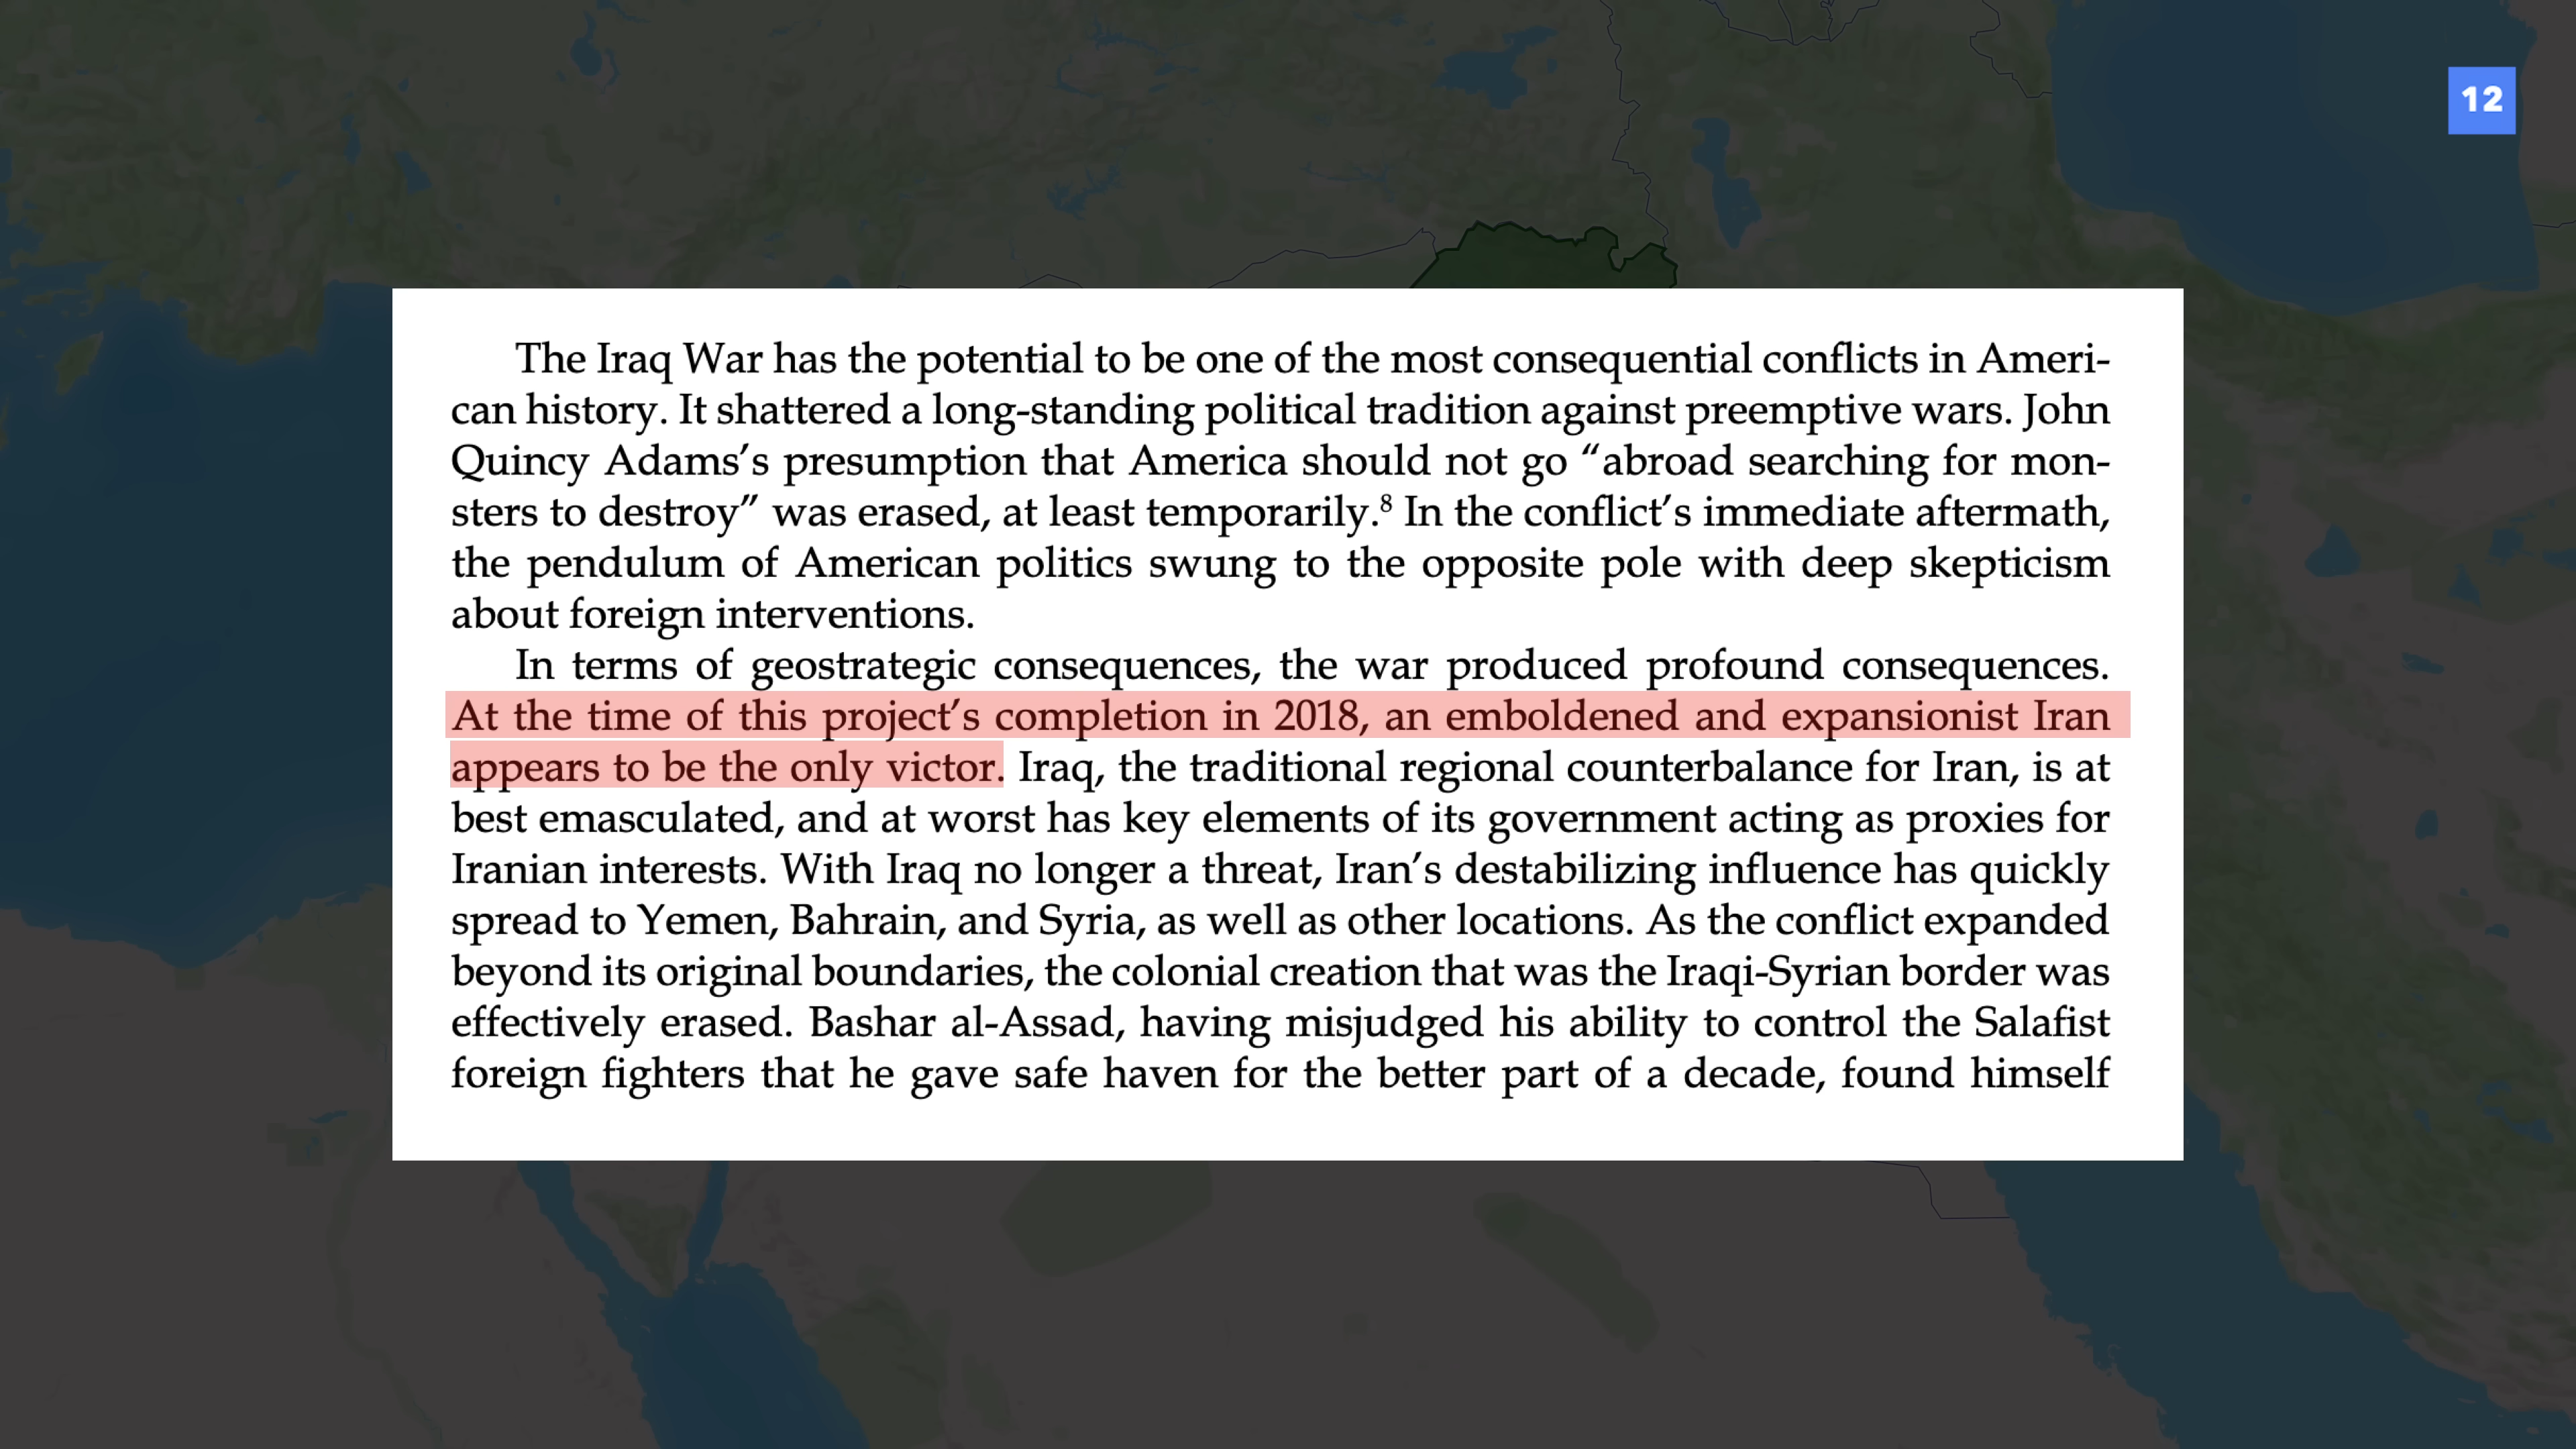 12
The Iraq War has the potential to be one of the most consequential conflicts in Ameri-
can history. It shattered a long-standing political tradition against preemptive wars. John
Quincy Adams’s presumption that America should not go “abroad searching for mon-
sters to destroy” was erased, at least temporarily.⁸ In the conflict’s immediate aftermath,
the pendulum of American politics swung to the opposite pole with deep skepticism
about foreign interventions.
In terms of geostrategic consequences, the war produced profound consequences.
At the time of this project’s completion in 2018, an emboldened and expansionist Iran
appears to be the only victor. Iraq, the traditional regional counterbalance for Iran, is at
best emasculated, and at worst has key elements of its government acting as proxies for
Iranian interests. With Iraq no longer a threat, Iran’s destabilizing influence has quickly
spread to Yemen, Bahrain, and Syria, as well as other locations. As the conflict expanded
beyond its original boundaries, the colonial creation that was the Iraqi-Syrian border was
effectively erased. Bashar al-Assad, having misjudged his ability to control the Salafist
foreign fighters that he gave safe haven for the better part of a decade, found himself